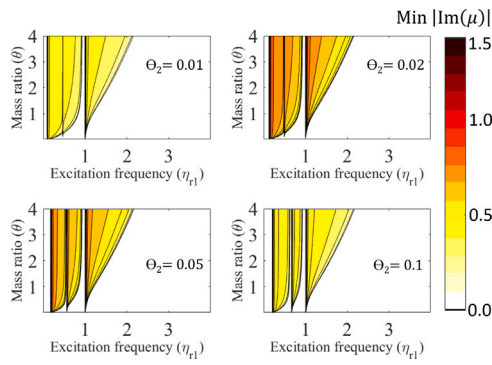 Min |Im(μ)|
4
3
2
1
Mass ratio (θ)
ϴ₂= 0.01
1 2 3
Excitation frequency (ηr1)
4
3
2
1
Mass ratio (θ)
ϴ₂= 0.02
1 2 3
Excitation frequency (ηr1)
4
3
2
1
Mass ratio (θ)
ϴ₂= 0.05
1 2 3
Excitation frequency (ηr1)
4
3
2
1
Mass ratio (θ)
ϴ₂= 0.1
1 2 3
Excitation frequency (ηr1)
1.5
1.0
0.5
0.0